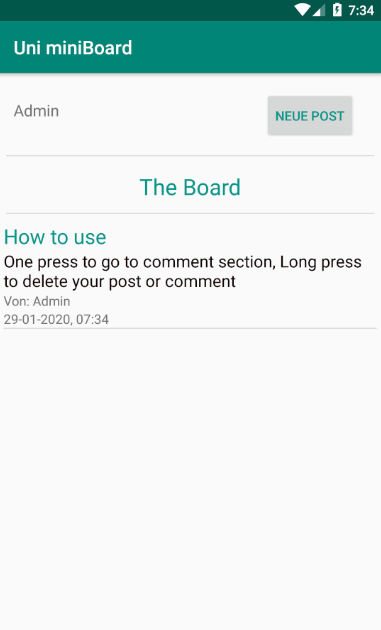 7:34
Uni miniBoard
Admin
NEUE POST
The Board
How to use
One press to go to comment section, Long press
to delete your post or comment
Von: Admin
29-01-2020, 07:34